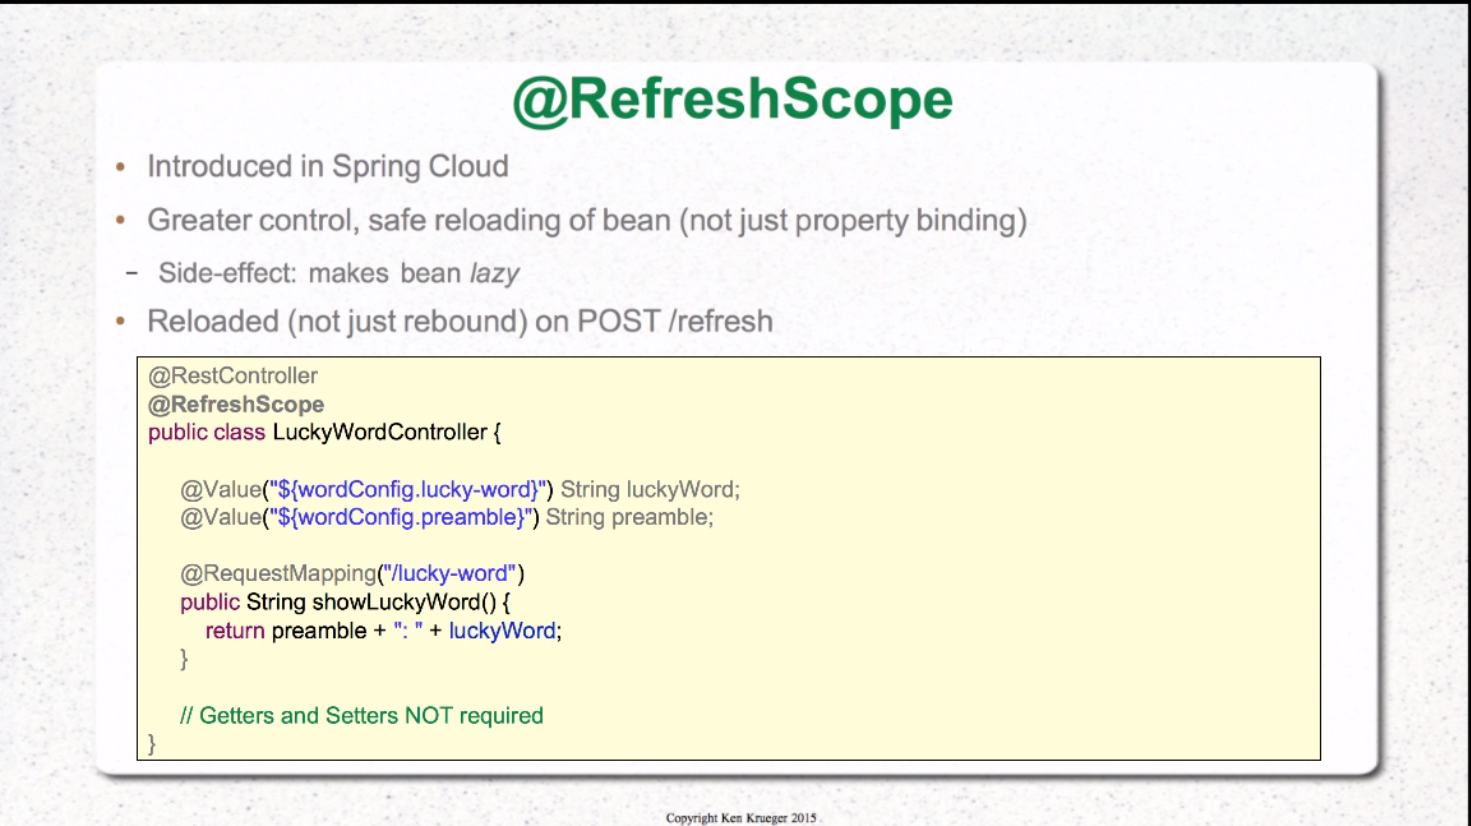 @RefreshScope
• Introduced in Spring Cloud
• Greater control, safe reloading of bean (not just property binding)
– Side-effect: makes bean lazy
• Reloaded (not just rebound) on POST /refresh
@RestController
@RefreshScope
public class LuckyWordController {
@Value("${wordConfig.lucky-word}") String luckyWord;
@Value("${wordConfig.preamble}") String preamble;
@RequestMapping("/lucky-word")
public String showLuckyWord() {
return preamble + ": " + luckyWord;
}
// Getters and Setters NOT required
}
Copyright Ken Krueger 2015